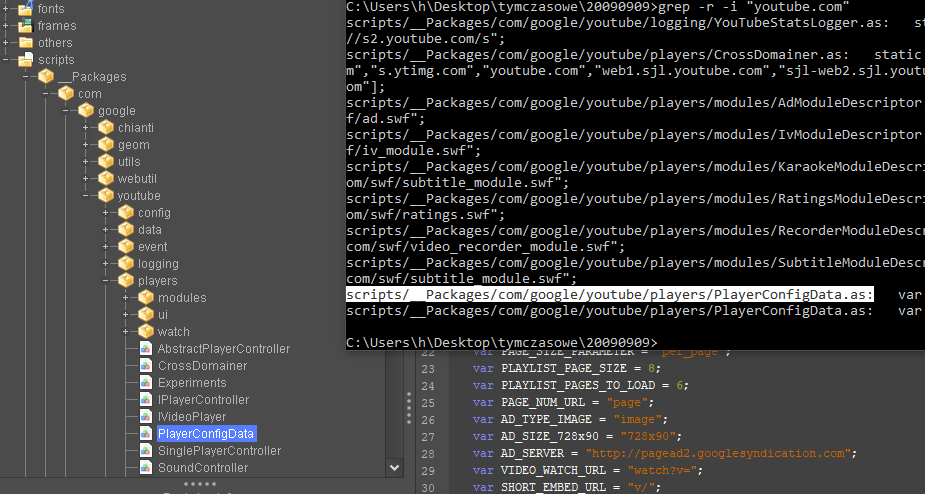 fonts
frames
others
scripts
__Packages
com
google
chianti
geom
utils
webutil
youtube
config
data
event
logging
players
modules
ui
watch
AbstractPlayerController
CrossDomainer
Experiments
IPlayerController
IVideoPlayer
PlayerConfigData
SinglePlayerController
SoundController
C:\Users\h\Desktop\tymczasowe\20090909>grep -r -i "youtube.com"
scripts/__Packages/com/google/youtube/logging/YouTubeStatsLogger.as:   s
//s2.youtube.com/s";
scripts/__Packages/com/google/youtube/players/CrossDomainer.as:   static
m","s.ytimg.com","youtube.com","web1.sjl.youtube.com","sjl-web2.sjl.yout
om"];
scripts/__Packages/com/google/youtube/players/modules/AdModuleDescriptor
f/ad.swf";
scripts/__Packages/com/google/youtube/players/modules/IvModuleDescriptor
f/iv_module.swf";
scripts/__Packages/com/google/youtube/players/modules/KaraokeModuleDescr
om/swf/subtitle_module.swf";
scripts/__Packages/com/google/youtube/players/modules/RatingsModuleDescr
om/swf/ratings.swf";
scripts/__Packages/com/google/youtube/players/modules/RecorderModuleDesc
com/swf/video_recorder_module.swf";
scripts/__Packages/com/google/youtube/players/modules/SubtitleModuleDesc
com/swf/subtitle_module.swf";
scripts/__Packages/com/google/youtube/players/PlayerConfigData.as:   var
scripts/__Packages/com/google/youtube/players/PlayerConfigData.as:   var
C:\Users\h\Desktop\tymczasowe\20090909>
22 var PAGE_SIZE_PARAMETER = "per_page";
23 var PLAYLIST_PAGE_SIZE = 8;
24 var PLAYLIST_PAGES_TO_LOAD = 6;
25 var PAGE_NUM_URL = "page";
26 var AD_TYPE_IMAGE = "image";
27 var AD_SIZE_728x90 = "728x90";
28 var AD_SERVER = "http://pagead2.googlesyndication.com";
29 var VIDEO_WATCH_URL = "watch?v=";
30 var SHORT_EMBED_URL = "v/";